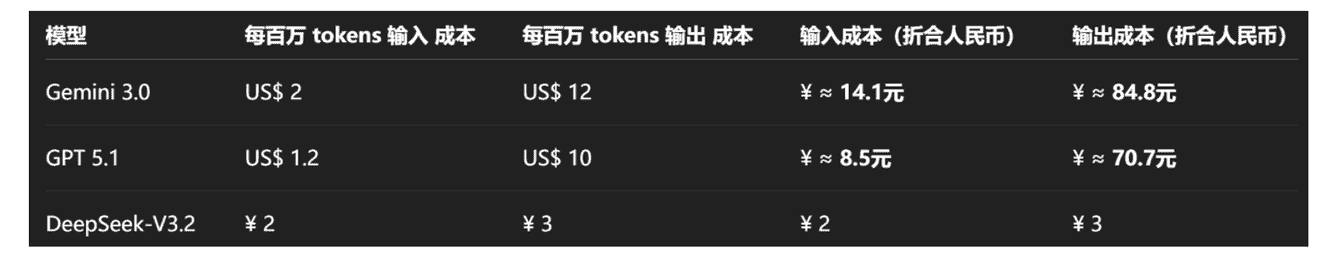 模型 每百万 tokens 输入 成本 每百万 tokens 输出 成本 输入成本（折合人民币） 输出成本（折合人民币）
Gemini 3.0 US$ 2 US$ 12 ¥ ≈ 14.1元 ¥ ≈ 84.8元
GPT 5.1 US$ 1.2 US$ 10 ¥ ≈ 8.5元 ¥ ≈ 70.7元
DeepSeek-V3.2 ¥ 2 ¥ 3 ¥ 2 ¥ 3